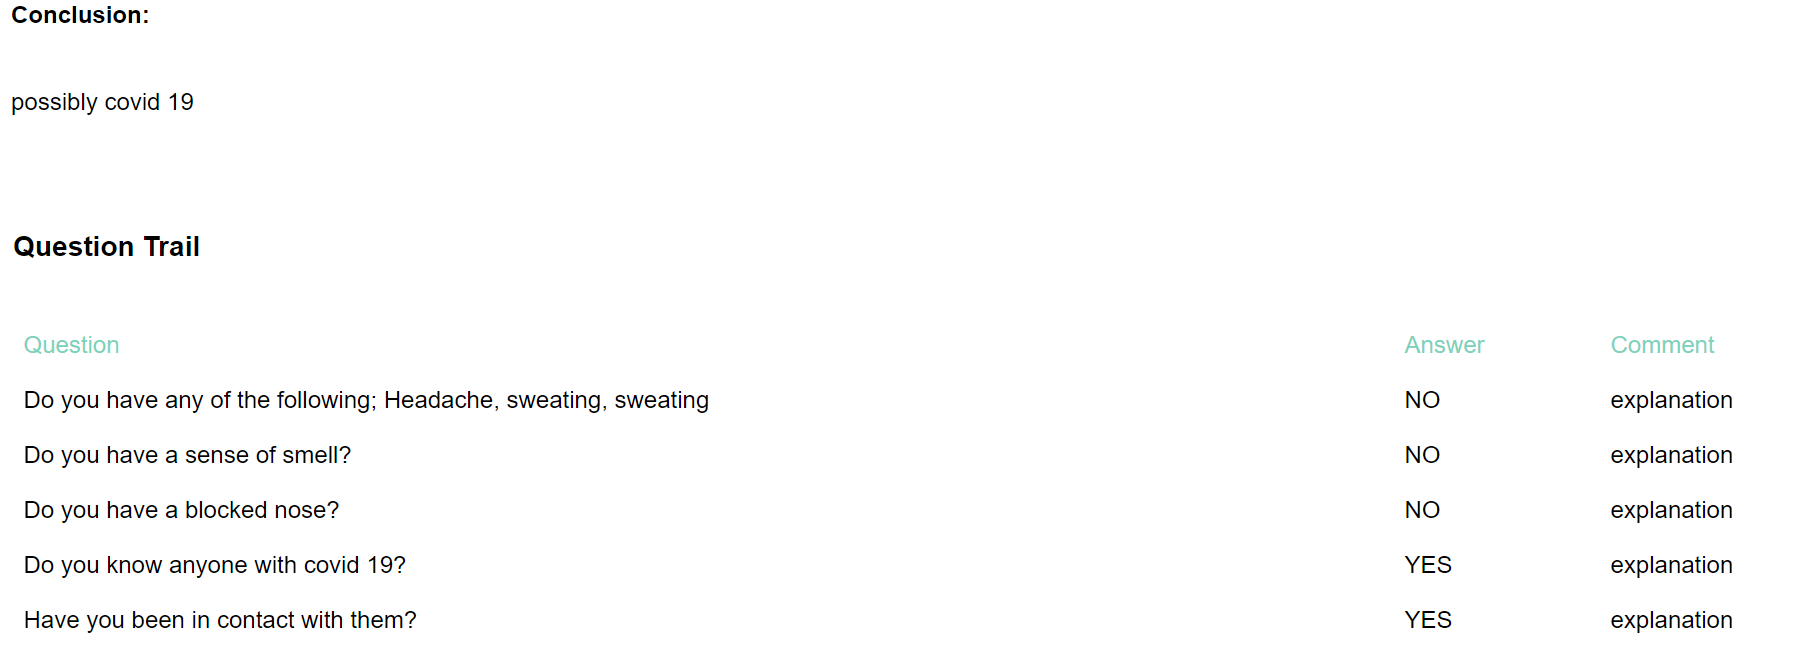 Conclusion:
possibly covid 19
Question Trail
Question Answer Comment
Do you have any of the following; Headache, sweating, sweating NO explanation
Do you have a sense of smell? NO explanation
Do you have a blocked nose? NO explanation
Do you know anyone with covid 19? YES explanation
Have you been in contact with them? YES explanation